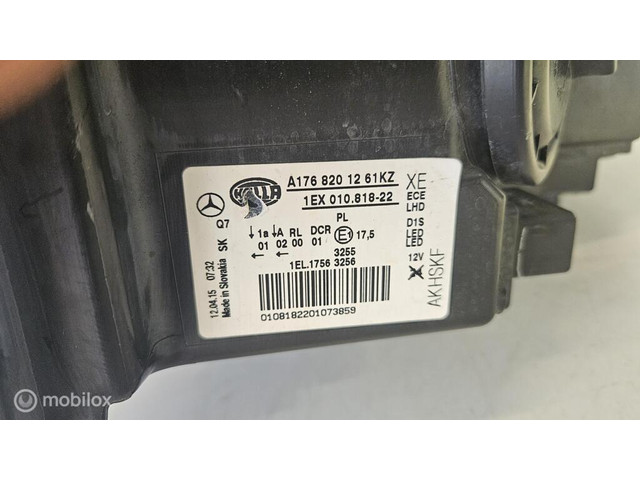 HELLA
A176 820 12 61KZ
XE
1EX 010.818-22
ECE
LHD
PL
Q7
↓1a ↓A RL DCR
01 02 00 01
E1 17,5
D1S
LED
LED
3255
12V
1EL.1756 3256
AKHSKF
12.04.15 07:32
Made in Slovakia SK
0108182201073859
mobilox